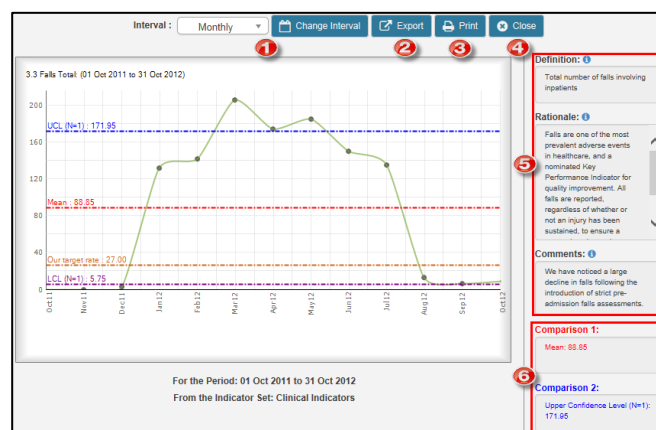 Interval :
Monthly
Change Interval
Export
Print
Close
1
2
3
4
3.3 Falls Total: (01 Oct 2011 to 31 Oct 2012)
200
160
120
80
40
0
UCL (N=1) : 171.95
Mean : 88.85
Our target rate : 27.00
LCL (N=1) : 5.75
Oct11
Nov11
Dec11
Jan12
Feb12
Mar12
Apr12
May12
Jun12
Jul12
Aug12
Sep12
Oct12
For the Period: 01 Oct 2011 to 31 Oct 2012
From the Indicator Set: Clinical Indicators
Definition:
Total number of falls involving
inpatients
Rationale:
5
Falls are one of the most
prevalent adverse events
in healthcare, and a
nominated Key
Performance Indicator for
quality improvement. All
falls are reported,
regardless of whether or
not an injury has been
sustained, to ensure a
Comments:
We have noticed a large
decline in falls following the
introduction of strict pre-
admission falls assessments.
Comparison 1:
Mean: 88.85
6
Comparison 2:
Upper Confidence Level (N=1):
171.95